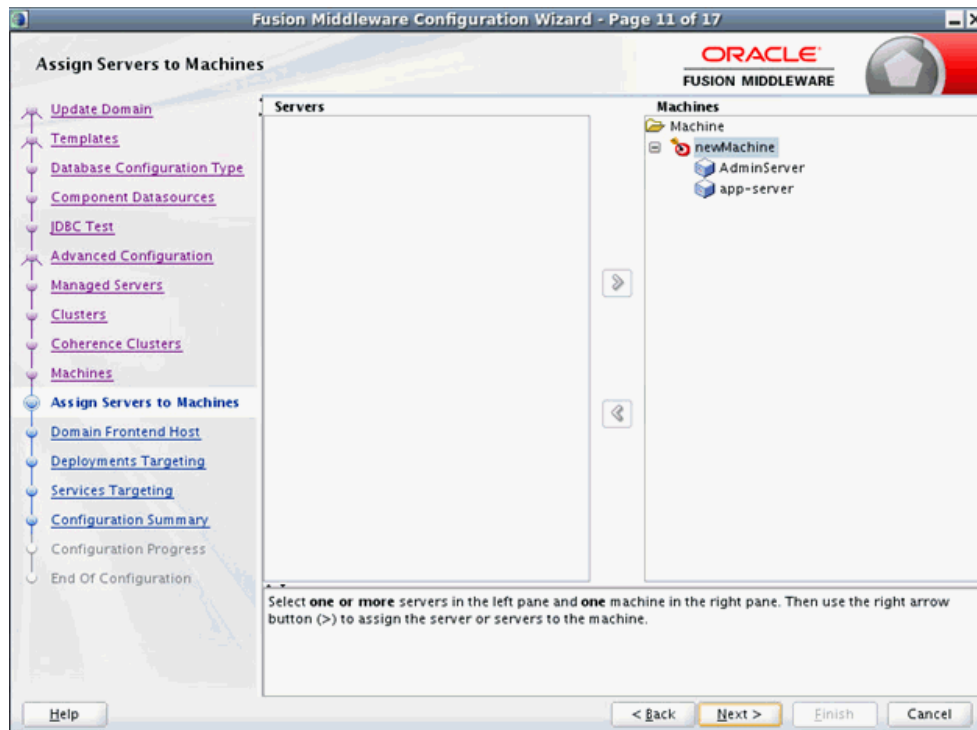 Fusion Middleware Configuration Wizard - Page 11 of 17
Assign Servers to Machines
ORACLE
FUSION MIDDLEWARE
Update Domain
Templates
Database Configuration Type
Component Datasources
JDBC Test
Advanced Configuration
Managed Servers
Clusters
Coherence Clusters
Machines
Assign Servers to Machines
Domain Frontend Host
Deployments Targeting
Services Targeting
Configuration Summary
Configuration Progress
End Of Configuration
Servers
Machines
Machine
newMachine
AdminServer
app-server
Select one or more servers in the left pane and one machine in the right pane. Then use the right arrow
button (>) to assign the server or servers to the machine.
Help
< Back
Next >
Finish
Cancel